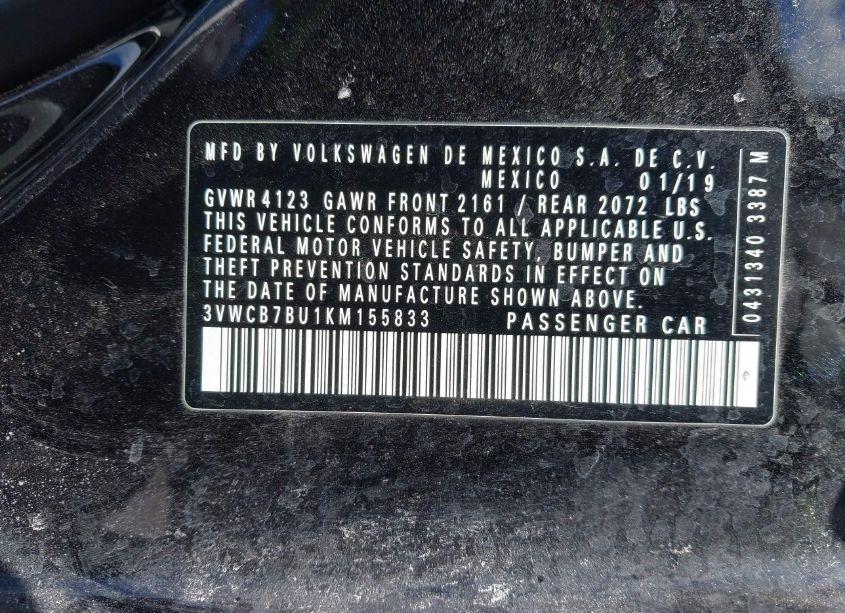 MFD BY VOLKSWAGEN DE MEXICO S.A. DE C.V.
MEXICO 01/19
GVWR 4123 GAWR FRONT 2161 / REAR 2072 LBS
THIS VEHICLE CONFORMS TO ALL APPLICABLE U.S.
FEDERAL MOTOR VEHICLE SAFETY, BUMPER AND
THEFT PREVENTION STANDARDS IN EFFECT ON
THE DATE OF MANUFACTURE SHOWN ABOVE.
3VWCB7BU1KM155833 PASSENGER CAR
0431340 3387 M